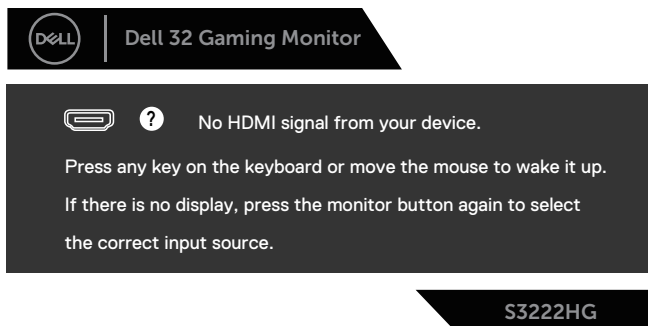 DELL
Dell 32 Gaming Monitor
? No HDMI signal from your device.
Press any key on the keyboard or move the mouse to wake it up.
If there is no display, press the monitor button again to select
the correct input source.
S3222HG